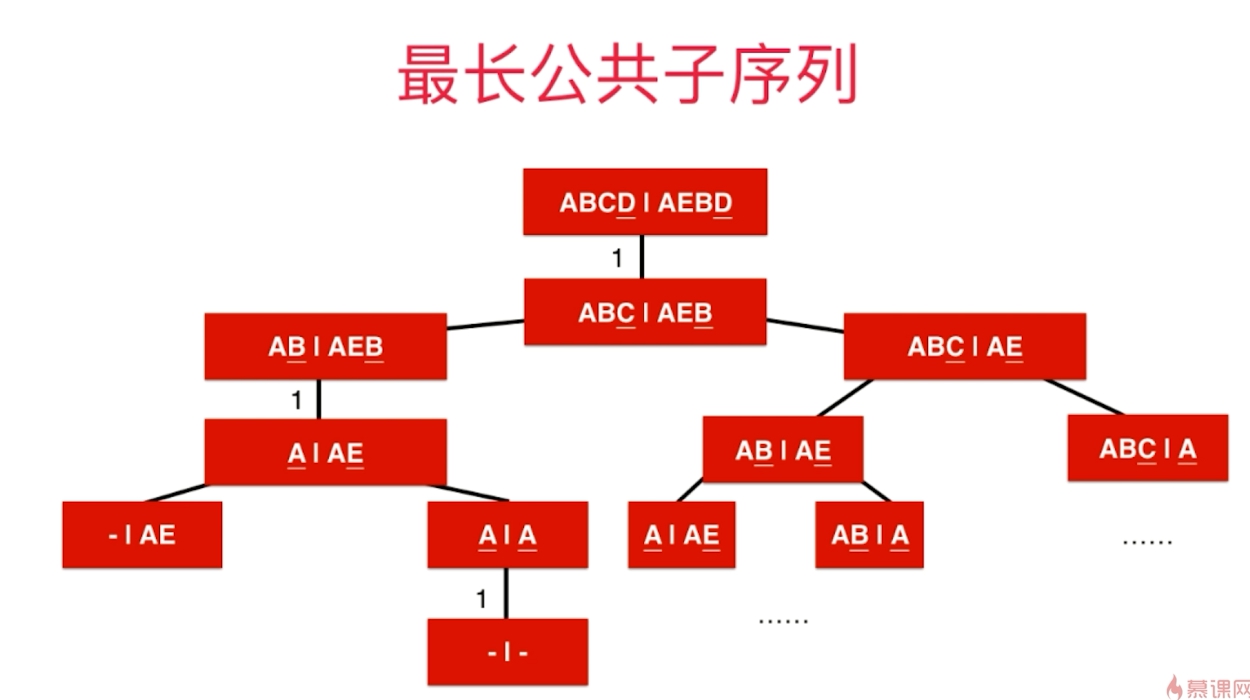 最长公共子序列
ABCD | AEBD
1
ABC | AEB
AB | AEB
ABC | AE
1
A | AE
AB | AE
ABC | A
- | AE
A | A
A | AE
AB | A
......
1
......
- | -
慕课网